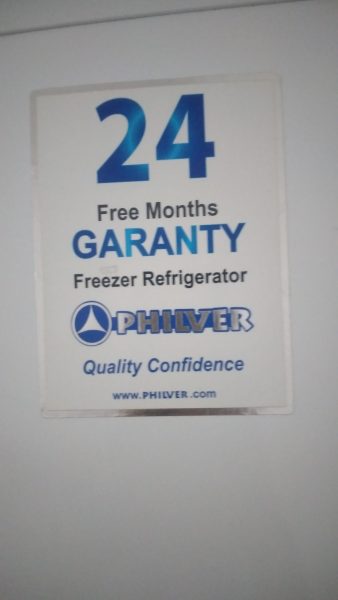 24
Free Months
GARANTY
Freezer Refrigerator
PHILVER
Quality Confidence
www.PHILVER.com